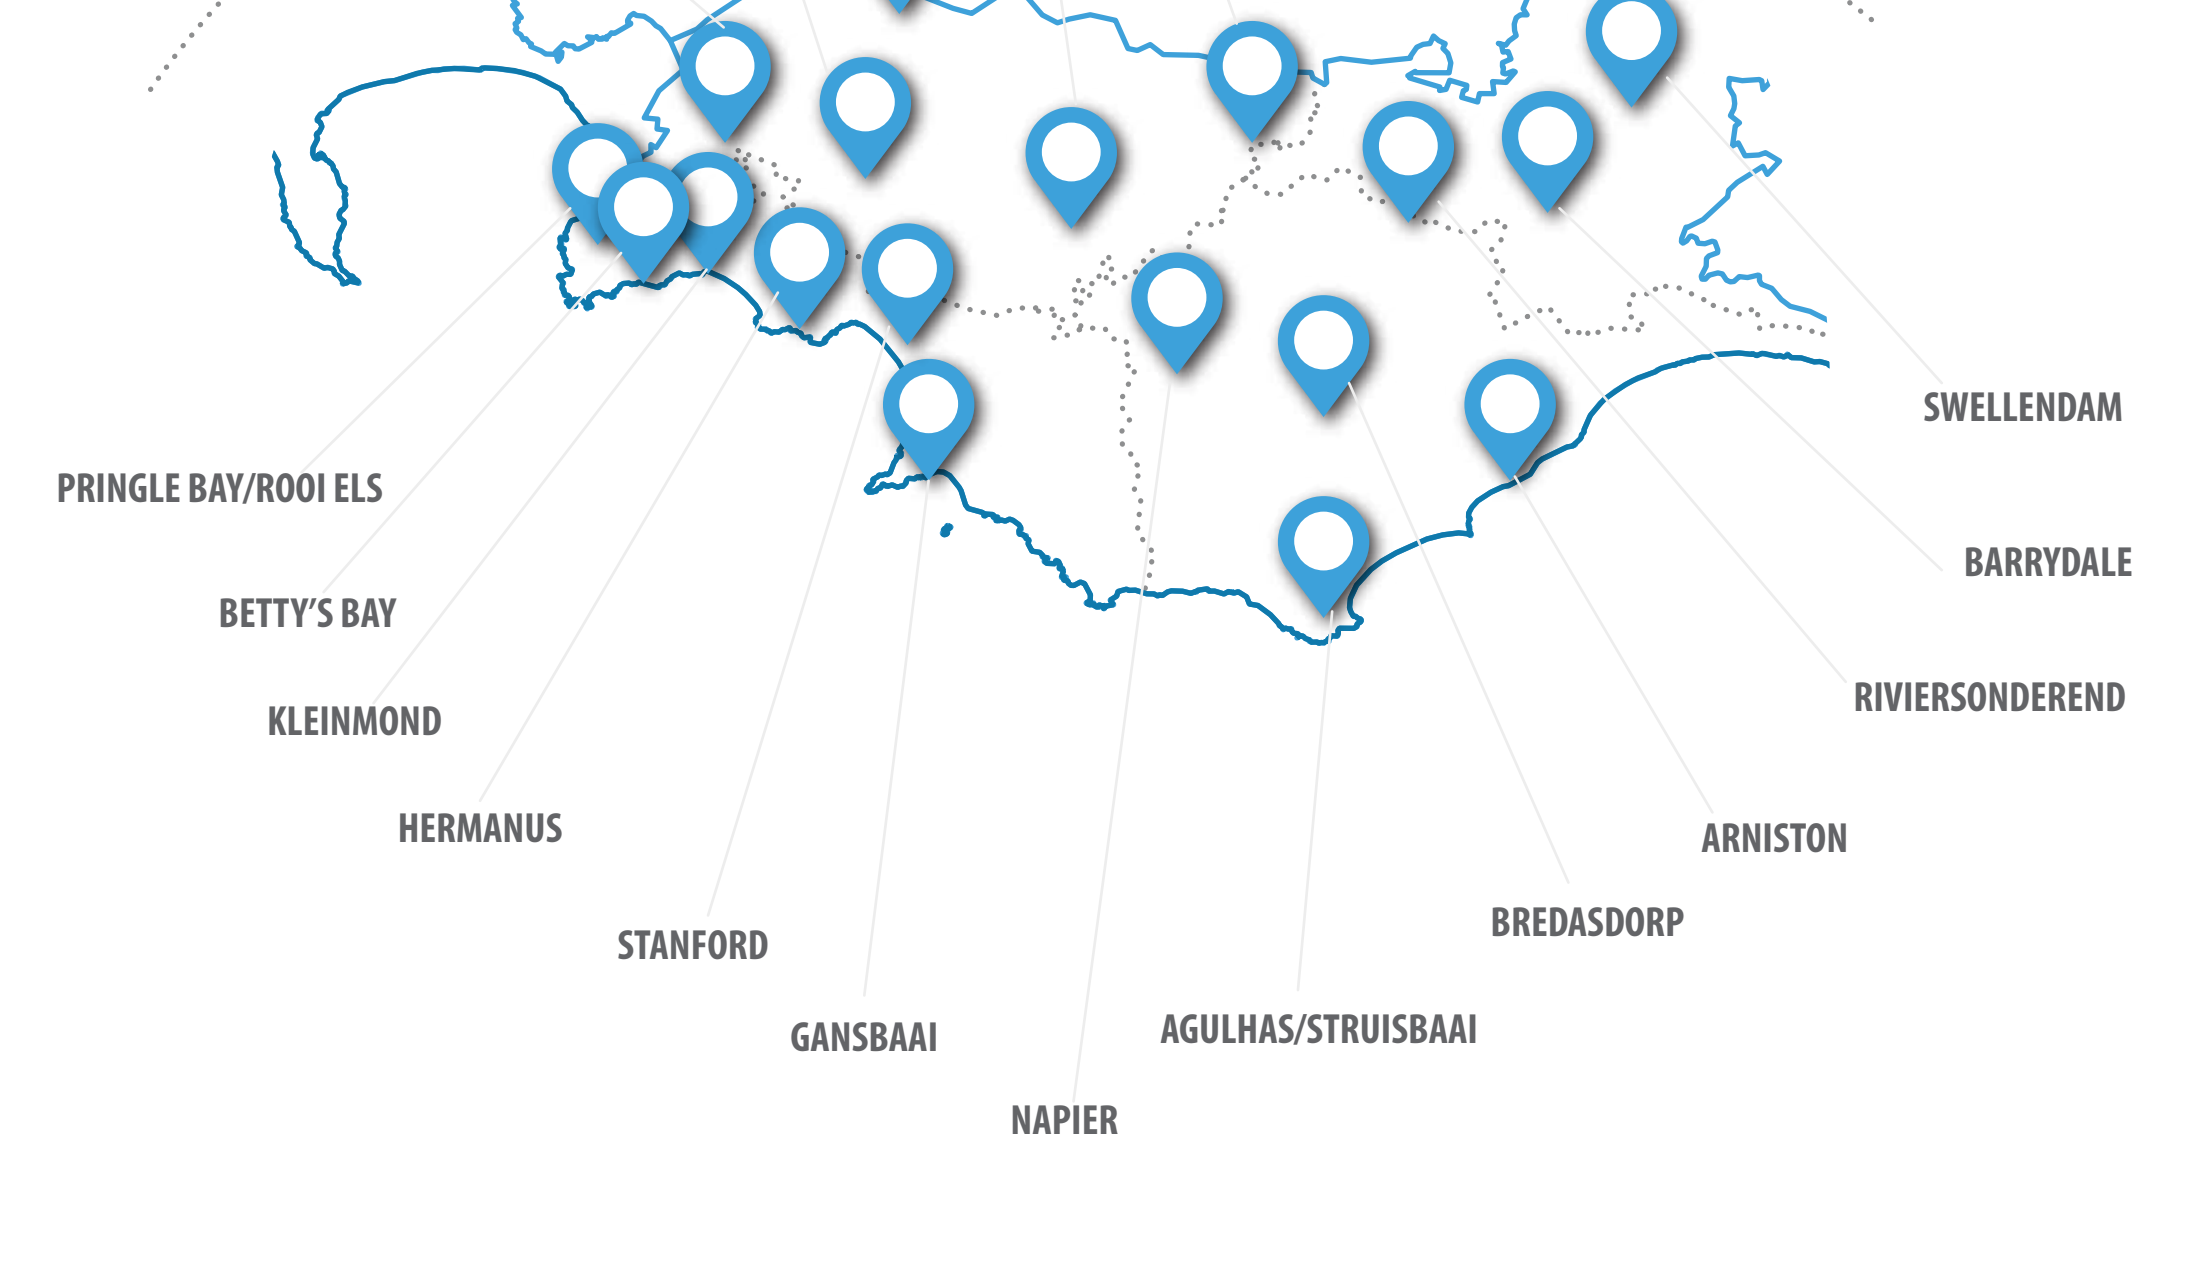 SWELLENDAM
PRINGLE BAY/ROOI ELS
BARRYDALE
BETTY'S BAY
RIVIERSONDEREND
KLEINMOND
HERMANUS
ARNISTON
BREDASDORP
STANFORD
AGULHAS/STRUISBAAI
GANSBAAI
NAPIER